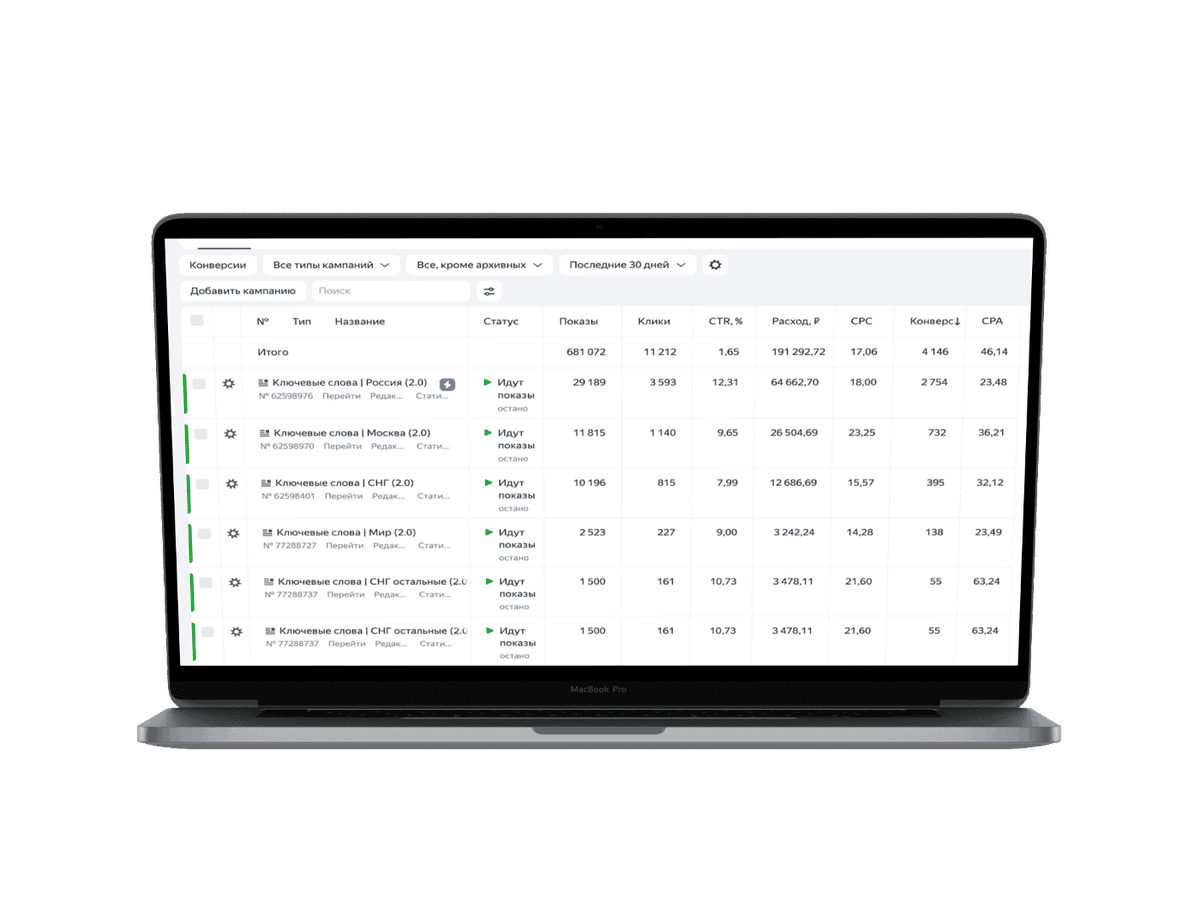 Конверсии Все типы кампаний Все, кроме архивных Последние 30 дней
Добавить кампанию Поиск
№ Тип Название Статус Показы Клики CTR, % Расход, ₽ CPC Конверс↓ CPA
Итого 681 072 11 212 1,65 191 292,72 17,06 4 146 46,14
Ключевые слова | Россия (2.0) Идут 29 189 3 593 12,31 64 662,70 18,00 2 754 23,48
№ 62598976 Перейти Редак... Стати... показы
остано
Ключевые слова | Москва (2.0) Идут 11 815 1 140 9,65 26 504,69 23,25 732 36,21
№ 62598970 Перейти Редак... Стати... показы
остано
Ключевые слова | СНГ (2.0) Идут 10 196 815 7,99 12 686,69 15,57 395 32,12
№ 62598401 Перейти Редак... Стати... показы
остано
Ключевые слова | Мир (2.0) Идут 2 523 227 9,00 3 242,24 14,28 138 23,49
№ 77288727 Перейти Редак... Стати... показы
остано
Ключевые слова | СНГ остальные (2.0 Идут 1 500 161 10,73 3 478,11 21,60 55 63,24
№ 77288737 Перейти Редак... Стати... показы
остано
Ключевые слова | СНГ остальные (2.0 Идут 1 500 161 10,73 3 478,11 21,60 55 63,24
№ 77288737 Перейти Редак... Стати... показы
остано
MacBook Pro